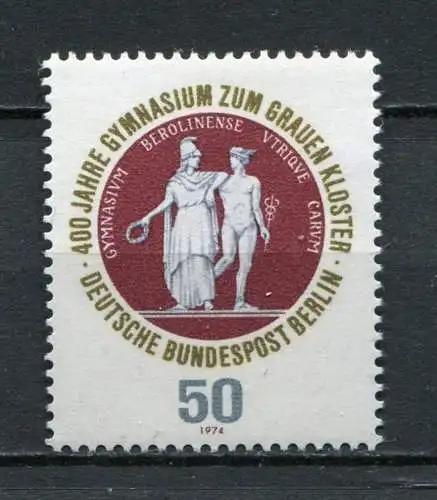 · 400 JAHRE GYMNASIUM ZUM GRAUEN KLOSTER ·
DEUTSCHE BUNDESPOST BERLIN
GYMNASIVM BEROLINENSE VTRIQVE CARVM
50
1974